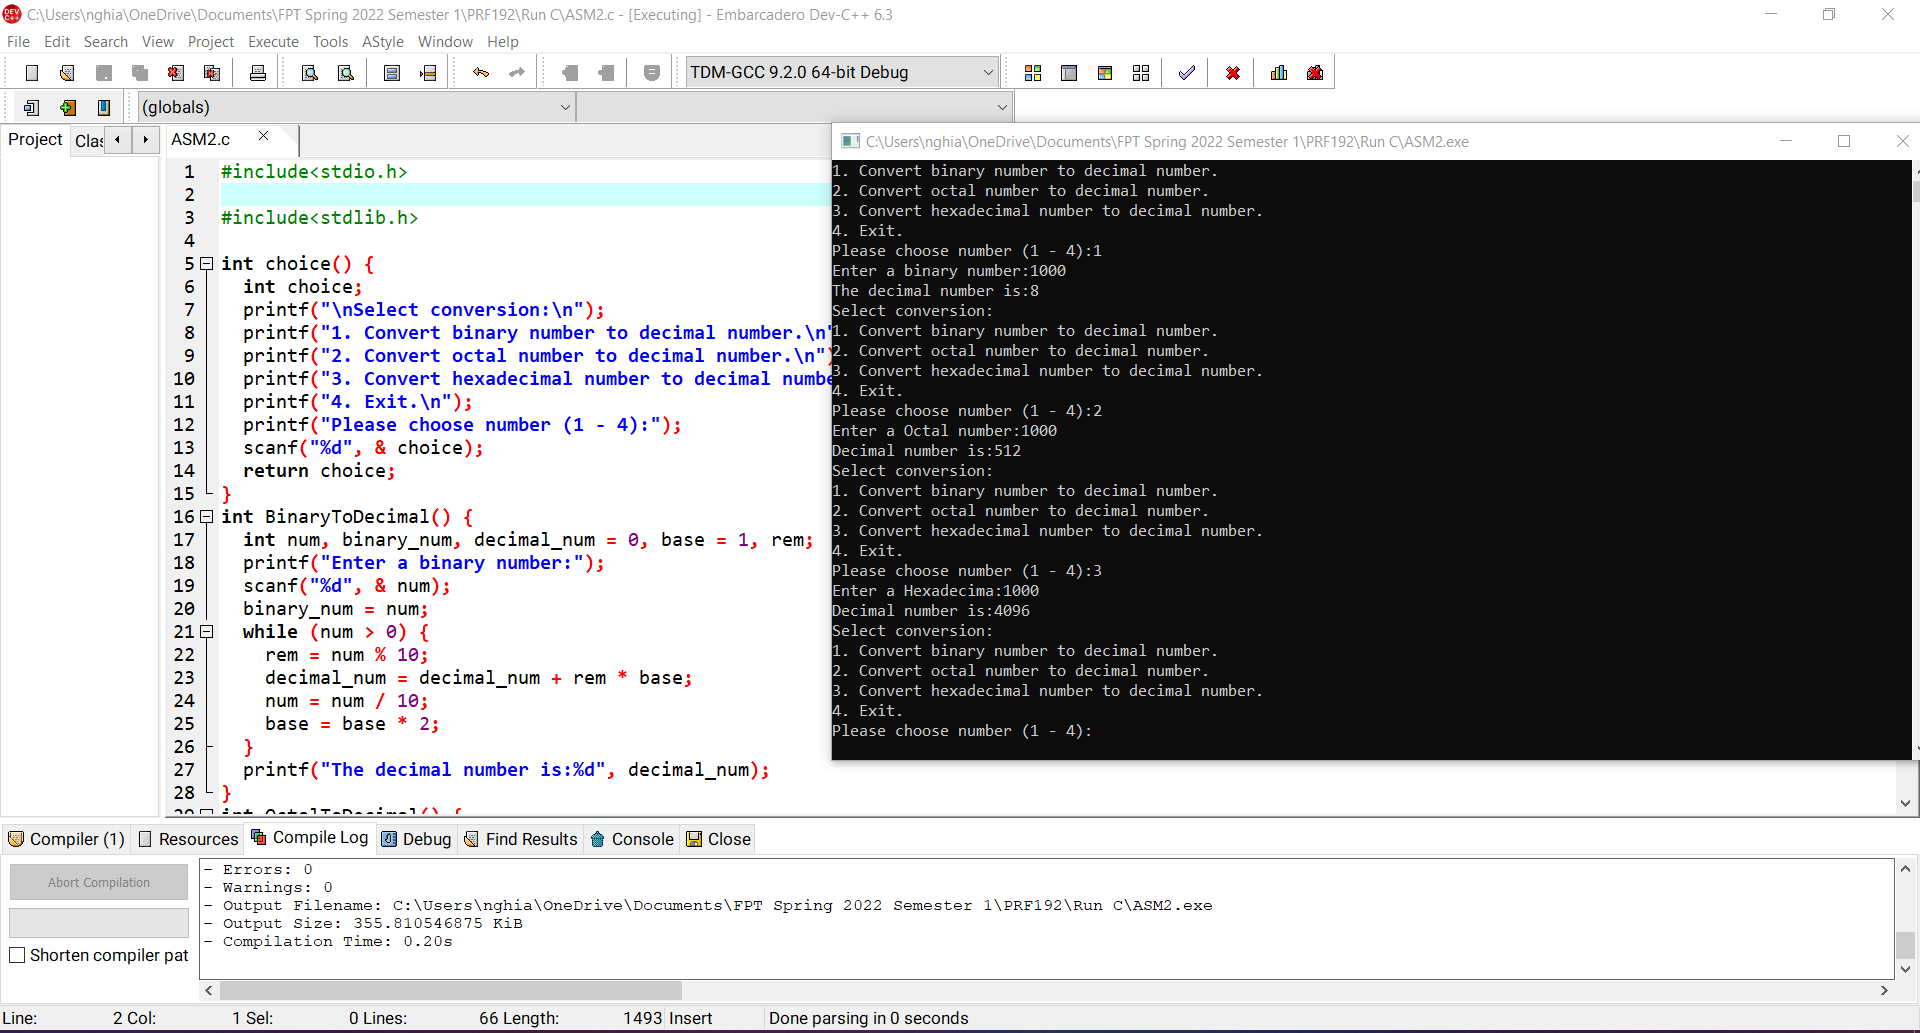 C:\Users\nghia\OneDrive\Documents\FPT Spring 2022 Semester 1\PRF192\Run C\ASM2.c - [Executing] - Embarcadero Dev-C++ 6.3
File Edit Search View Project Execute Tools AStyle Window Help
TDM-GCC 9.2.0 64-bit Debug
(globals)
Project Clas ASM2.c
1 #include<stdio.h>
2
3 #include<stdlib.h>
4
5 int choice() {
6 int choice;
7 printf("\nSelect conversion:\n");
8 printf("1. Convert binary number to decimal number.\n"
9 printf("2. Convert octal number to decimal number.\n")
10 printf("3. Convert hexadecimal number to decimal numbe
11 printf("4. Exit.\n");
12 printf("Please choose number (1 - 4):");
13 scanf("%d", & choice);
14 return choice;
15 }
16 int BinaryToDecimal() {
17 int num, binary_num, decimal_num = 0, base = 1, rem;
18 printf("Enter a binary number:");
19 scanf("%d", & num);
20 binary_num = num;
21 while (num > 0) {
22 rem = num % 10;
23 decimal_num = decimal_num + rem * base;
24 num = num / 10;
25 base = base * 2;
26 }
27 printf("The decimal number is:%d", decimal_num);
28 }
29 int OctalToDecimal() {
C:\Users\nghia\OneDrive\Documents\FPT Spring 2022 Semester 1\PRF192\Run C\ASM2.exe
1. Convert binary number to decimal number.
2. Convert octal number to decimal number.
3. Convert hexadecimal number to decimal number.
4. Exit.
Please choose number (1 - 4):1
Enter a binary number:1000
The decimal number is:8
Select conversion:
1. Convert binary number to decimal number.
2. Convert octal number to decimal number.
3. Convert hexadecimal number to decimal number.
4. Exit.
Please choose number (1 - 4):2
Enter a Octal number:1000
Decimal number is:512
Select conversion:
1. Convert binary number to decimal number.
2. Convert octal number to decimal number.
3. Convert hexadecimal number to decimal number.
4. Exit.
Please choose number (1 - 4):3
Enter a Hexadecima:1000
Decimal number is:4096
Select conversion:
1. Convert binary number to decimal number.
2. Convert octal number to decimal number.
3. Convert hexadecimal number to decimal number.
4. Exit.
Please choose number (1 - 4):
Compiler (1) Resources Compile Log Debug Find Results Console Close
Abort Compilation
Shorten compiler pat
- Errors: 0
- Warnings: 0
- Output Filename: C:\Users\nghia\OneDrive\Documents\FPT Spring 2022 Semester 1\PRF192\Run C\ASM2.exe
- Output Size: 355.810546875 KiB
- Compilation Time: 0.20s
Line: 2 Col: 1 Sel: 0 Lines: 66 Length: 1493 Insert Done parsing in 0 seconds